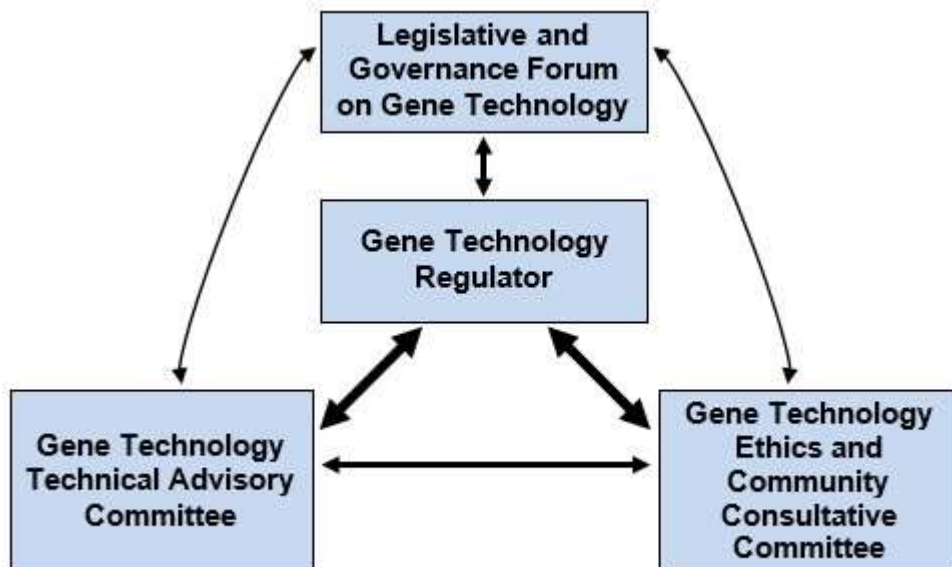 Legislative and
Governance Forum
on Gene Technology
Gene Technology
Regulator
Gene Technology
Technical Advisory
Committee
Gene Technology
Ethics and
Community
Consultative
Committee